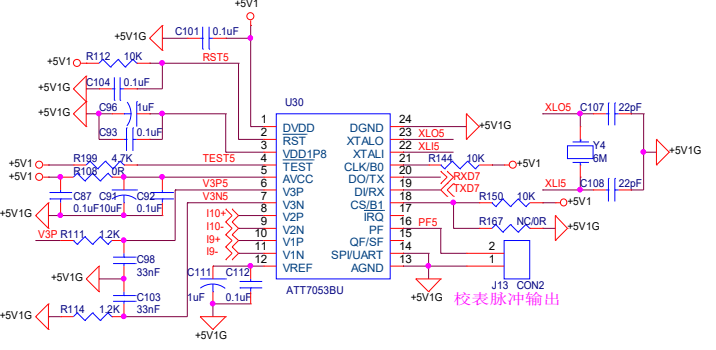 +5V1
C101 0.1uF
+5V1G
+5V1 R112 10K RST5
+5V1G C104 0.1uF
+5V1G C96 1uF
C93 0.1uF
U30
ATT7053BU
1 DVDD
2 RST
3 VDD1P8
4 TEST
5 AVCC
6 V3P
7 V3N
8 V2P
9 V2N
10 V1P
11 V1N
12 VREF
DGND 24
XTALO 23
XTALI 22
CLK/B0 21
DO/TX 20
DI/RX 19
CS/B1 18
IRQ 17
PF 16
QF/SF 15
SPI/UART 14
AGND 13
+5V1 R199 4.7K TEST5
+5V1 R108 0R
C87 C91 C92
+5V1G 0.1uF 10uF 0.1uF
V3P5
V3N5
I10+
I10-
I9+
I9-
V3P R111 1.2K
C98
33nF
+5V1G
C103
33nF
+5V1G R114 1.2K
C111 C112
1uF 0.1uF
+5V1G
+5V1G
XLO5
XLI5
R144 10K +5V1
RXD7
TXD7
R150 10K +5V1
R167 NC/0R +5V1G
PF5
2
1
J13 CON2
+5V1G
校表脉冲输出
XLO5 C107 22pF
Y4
6M
+5V1G
XLI5 C108 22pF